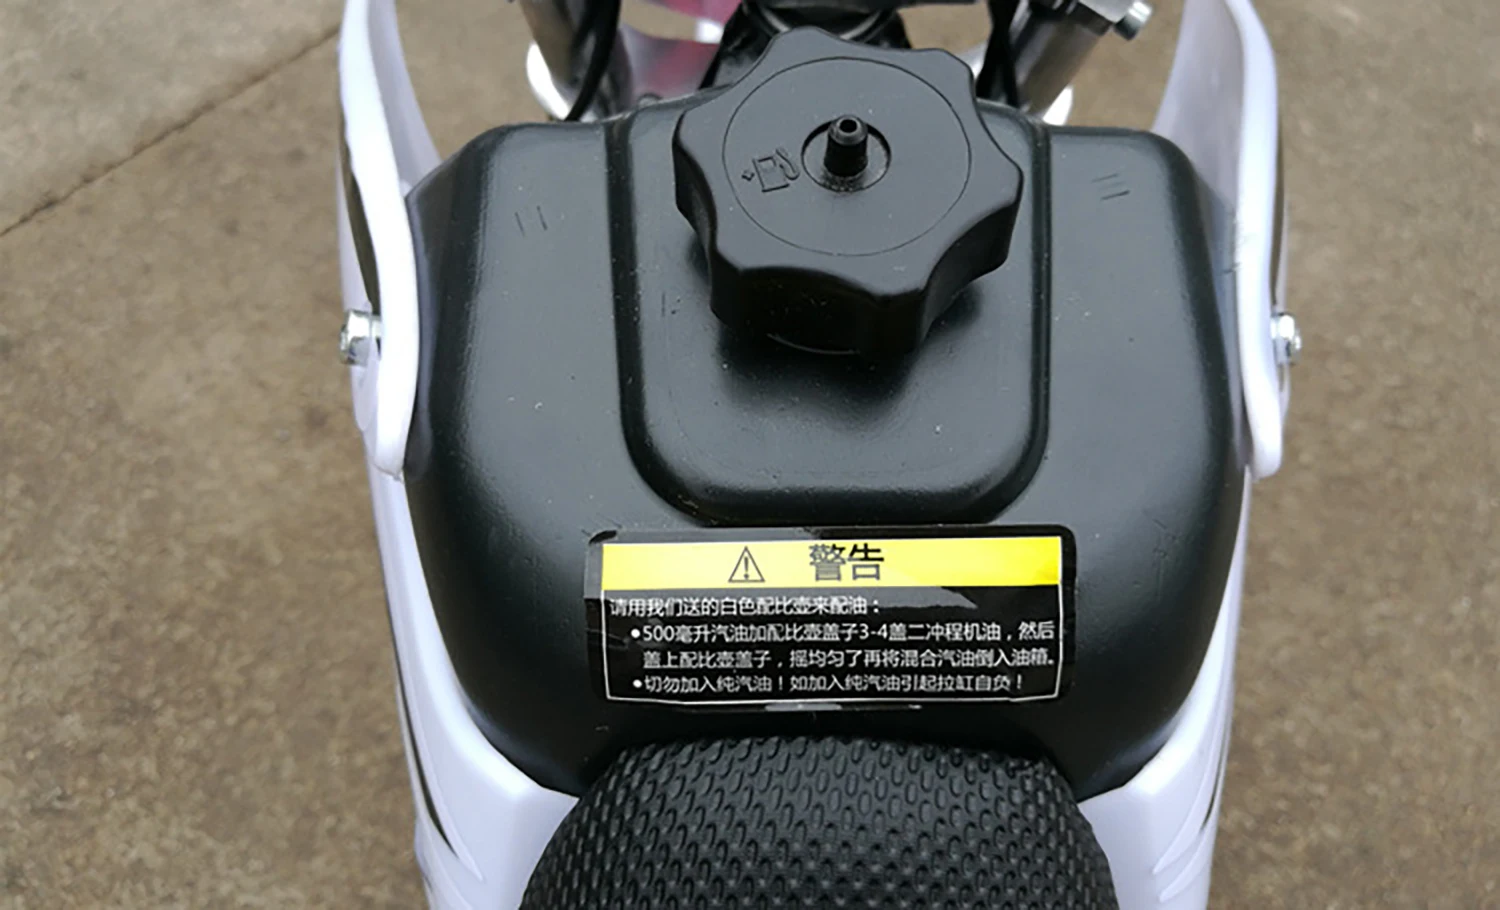 警告
请用我们送的白色配比壶来配油：
●500毫升汽油加配比壶盖子3-4盖二冲程机油，然后
盖上配比壶盖子，摇均匀了再将混合汽油倒入油箱。
●切勿加入纯汽油！如加入纯汽油引起拉缸自负！